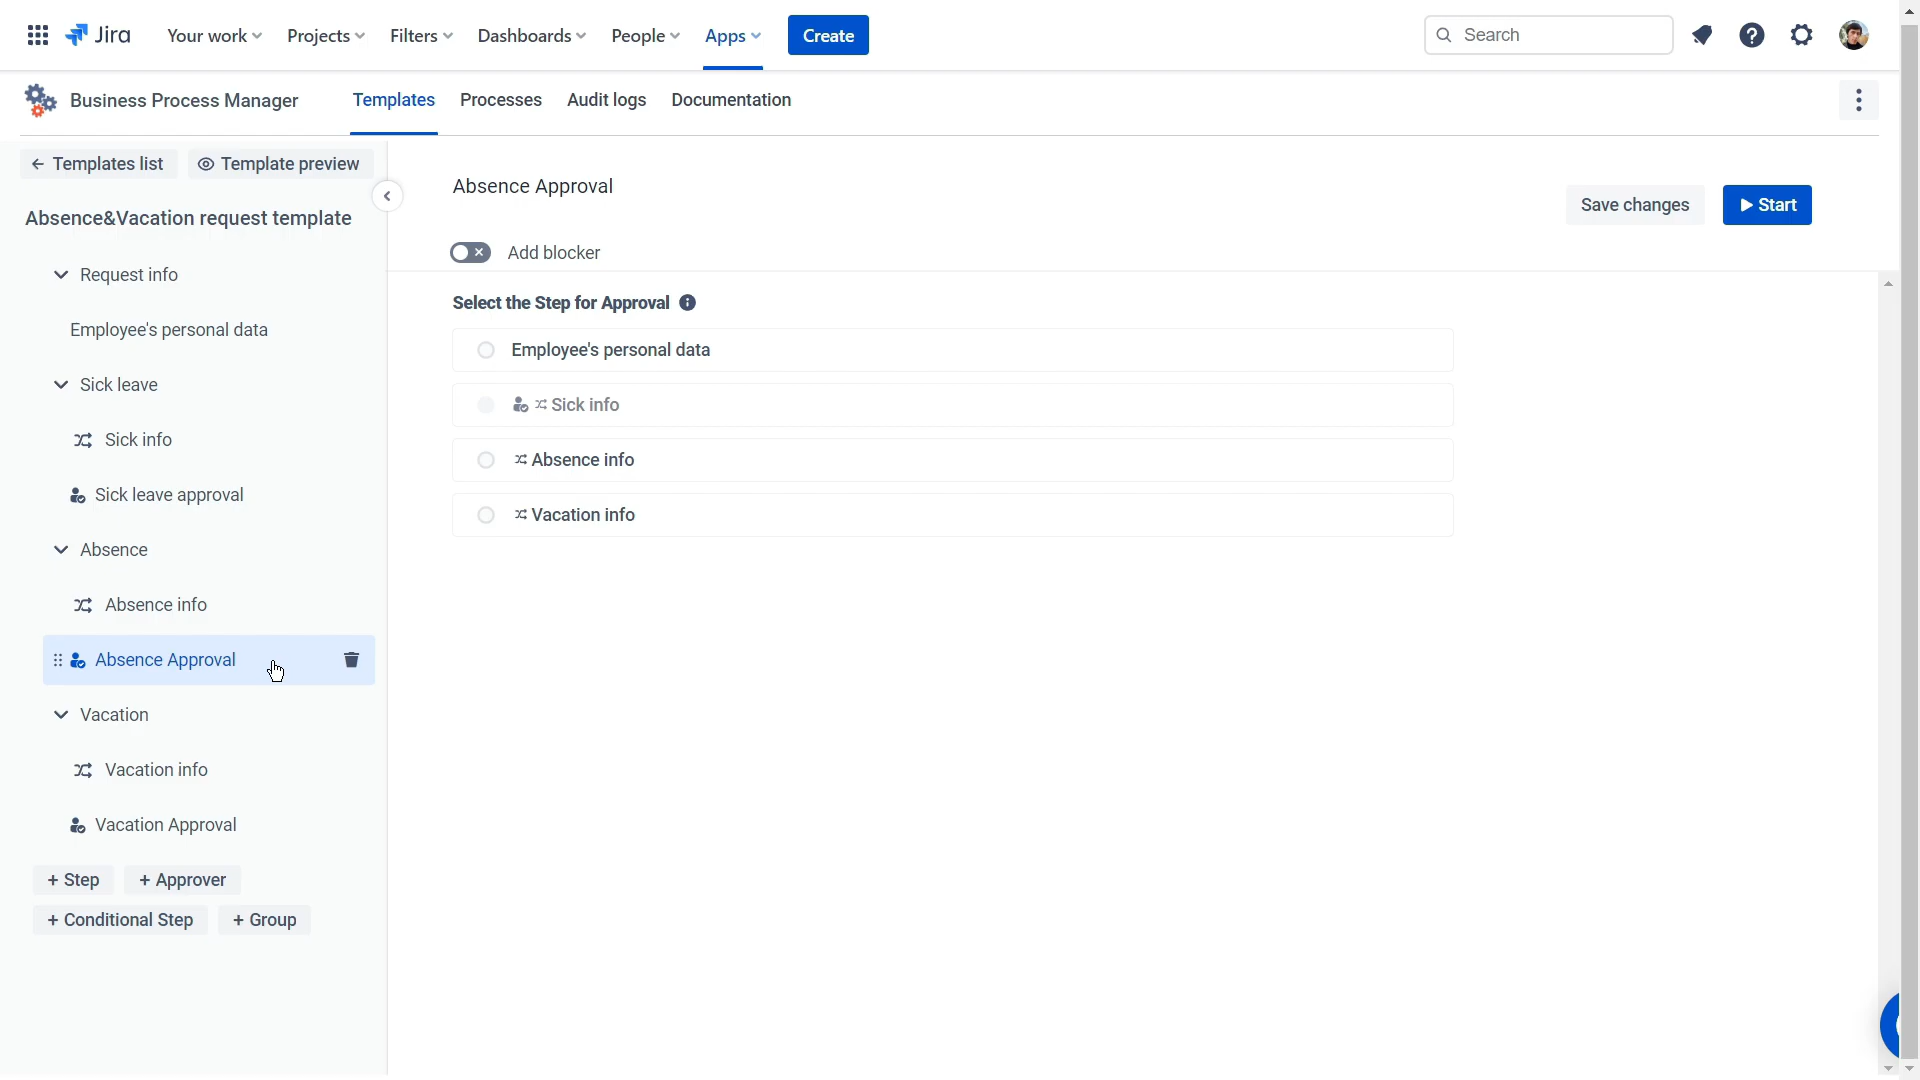 Jira
Your work
Projects
Filters
Dashboards
People
Apps
Create
Search
Business Process Manager
Templates
Processes
Audit logs
Documentation
Templates list
Template preview
Absence&Vacation request template
Request info
Employee's personal data
Sick leave
Sick info
Sick leave approval
Absence
Absence info
Absence Approval
Vacation
Vacation info
Vacation Approval
+ Step
+ Approver
+ Conditional Step
+ Group
Absence Approval
Save changes
Start
Add blocker
Select the Step for Approval
Employee's personal data
Sick info
Absence info
Vacation info